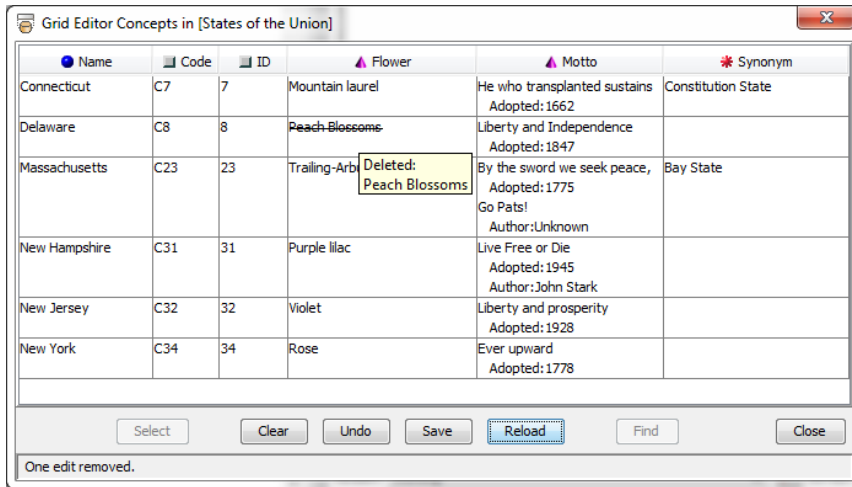 Grid Editor Concepts in [States of the Union]
Name Code ID Flower Motto Synonym
Connecticut C7 7 Mountain laurel He who transplanted sustains Constitution State
Adopted:1662
Delaware C8 8 Peach Blossoms Liberty and Independence
Adopted:1847
Massachusetts C23 23 By the sword we seek peace, Bay State
Deleted:
Peach Blossoms
Adopted:1775
Go Pats!
Author:Unknown
New Hampshire C31 31 Purple lilac Live Free or Die
Adopted:1945
Author:John Stark
New Jersey C32 32 Violet Liberty and prosperity
Adopted:1928
New York C34 34 Rose Ever upward
Adopted:1778
Select Clear Undo Save Reload Find Close
One edit removed.